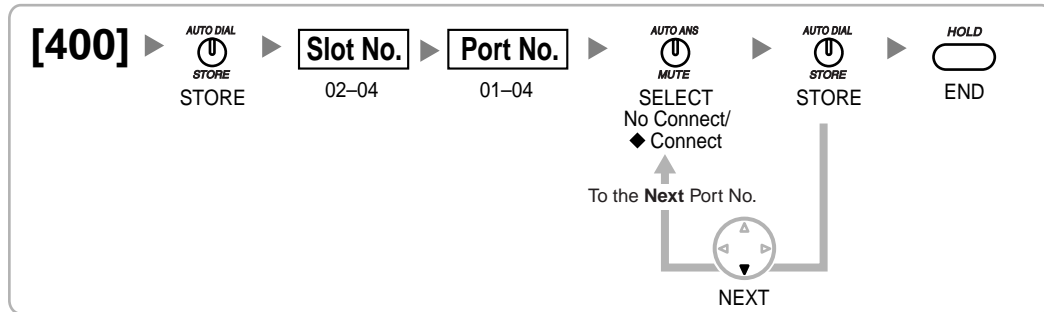 [400]
AUTO DIAL
STORE
STORE
Slot No.
02–04
Port No.
01–04
AUTO ANS
MUTE
SELECT
No Connect/
◆ Connect
AUTO DIAL
STORE
STORE
HOLD
END
To the Next Port No.
NEXT